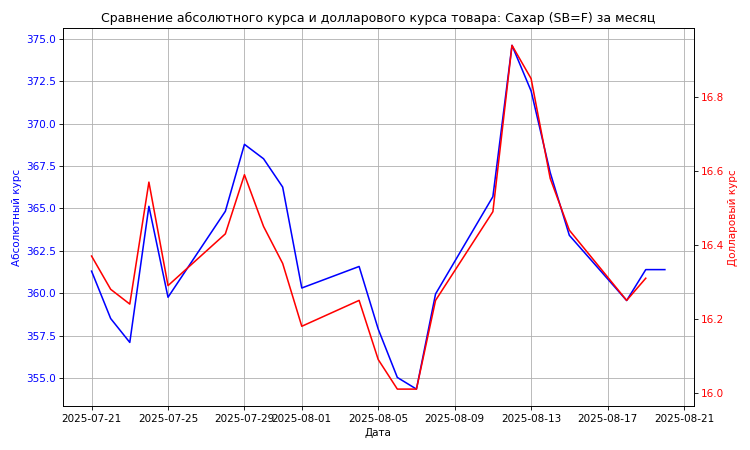 Сравнение абсолютного курса и долларового курса товара: Сахар (SB=F) за месяц
Абсолютный курс
375.0
372.5
370.0
367.5
365.0
362.5
360.0
357.5
355.0
16.8
16.6
16.4
16.2
16.0
Долларовый курс
2025-07-21 2025-07-25 2025-07-29 2025-08-01 2025-08-05 2025-08-09 2025-08-13 2025-08-17 2025-08-21
Дата